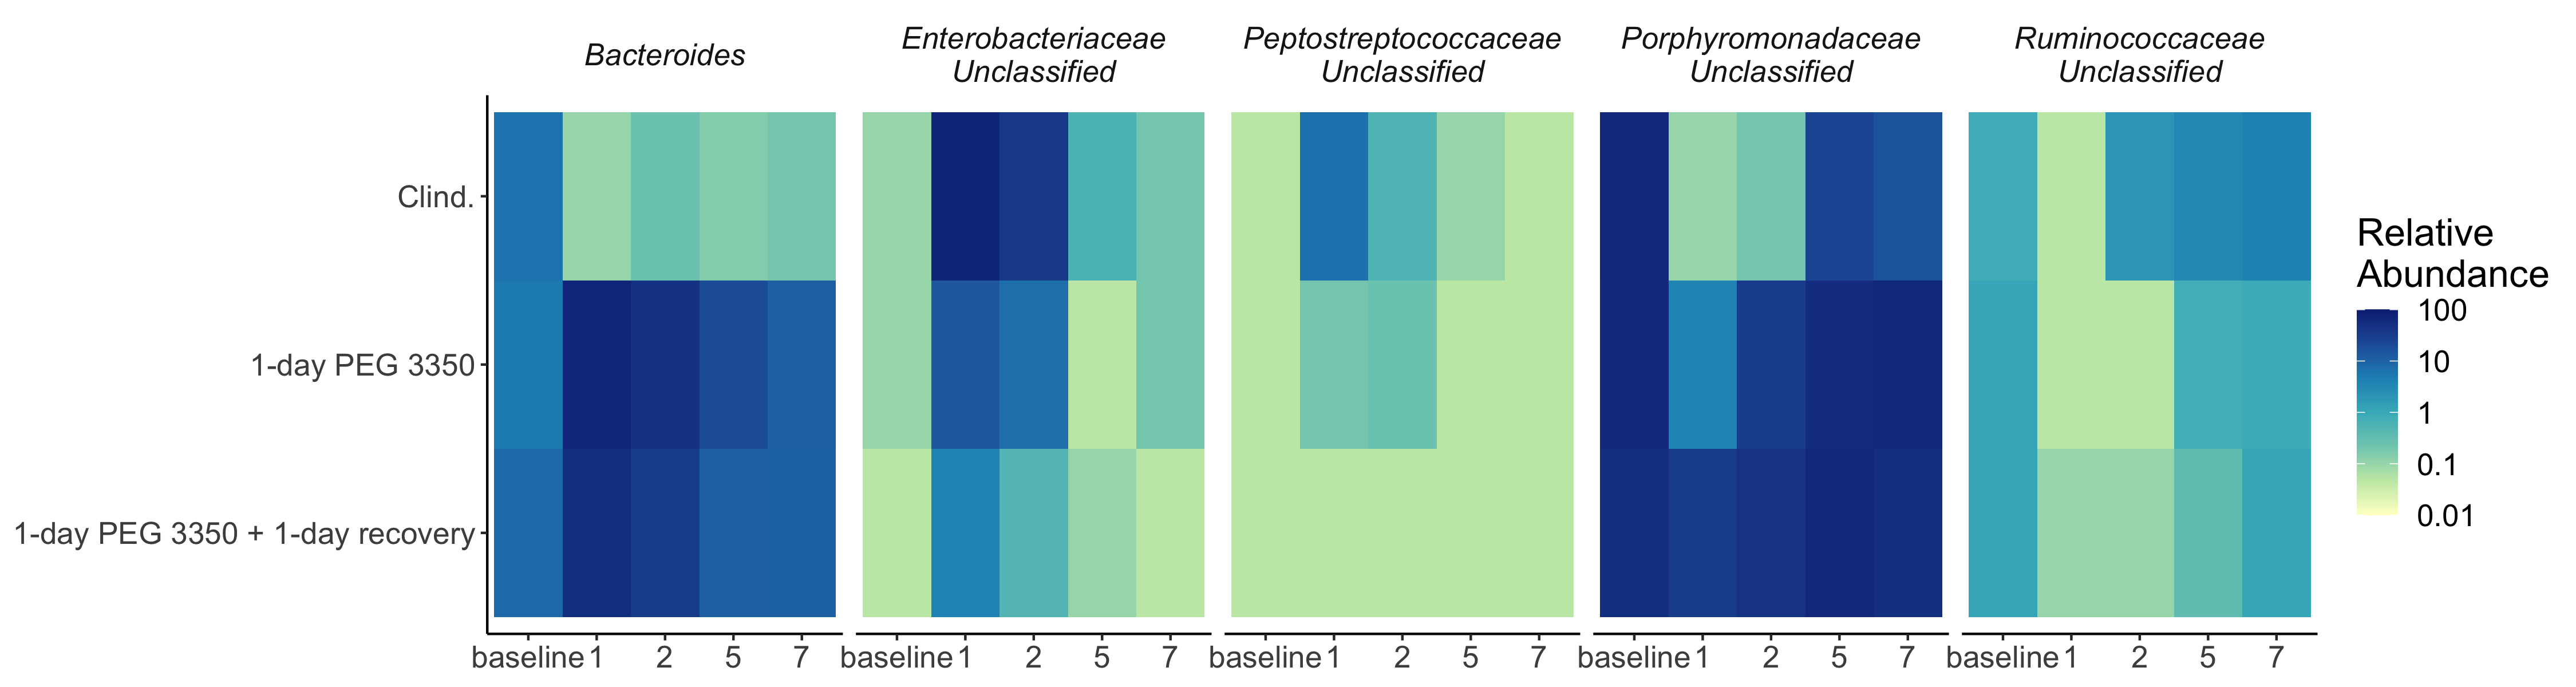 Bacteroides
Enterobacteriaceae
Unclassified
Peptostreptococcaceae
Unclassified
Porphyromonadaceae
Unclassified
Ruminococcaceae
Unclassified
Clind.
1-day PEG 3350
1-day PEG 3350 + 1-day recovery
baseline 1 2 5 7
baseline 1 2 5 7
baseline 1 2 5 7
baseline 1 2 5 7
baseline 1 2 5 7
Relative
Abundance
100
10
1
0.1
0.01